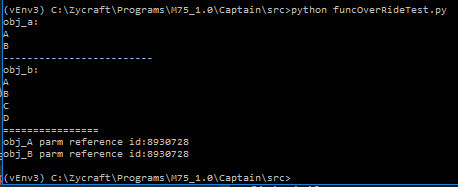 (vEnv3) C:\Zycraft\Programs\M75_1.0\Captain\src>python funcOverRideTest.py
obj_a:
A
B
---------------------------
obj_b:
A
B
C
D
================
obj_A parm reference id:8930728
obj_B parm reference id:8930728
(vEnv3) C:\Zycraft\Programs\M75_1.0\Captain\src>